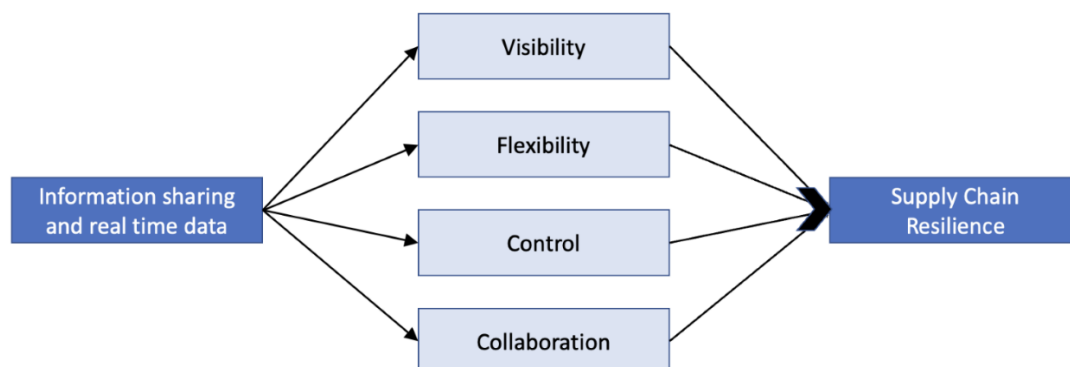 Visibility
Flexibility
Information sharing
and real time data
Control
Collaboration
Supply Chain
Resilience